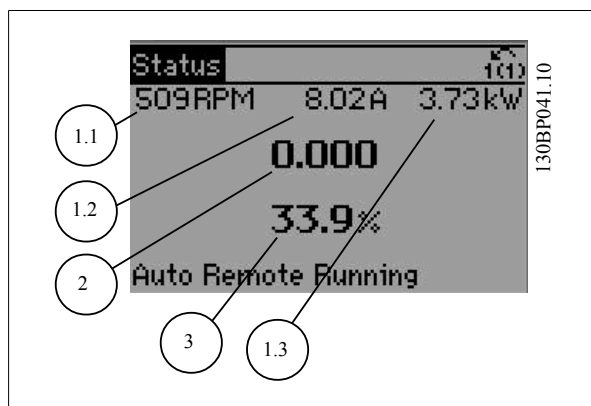 Status 1(1)
509RPM 8.02A 3.73kW
0.000
33.9%
Auto Remote Running
1.1
1.2
2
3
1.3
130BP041.10